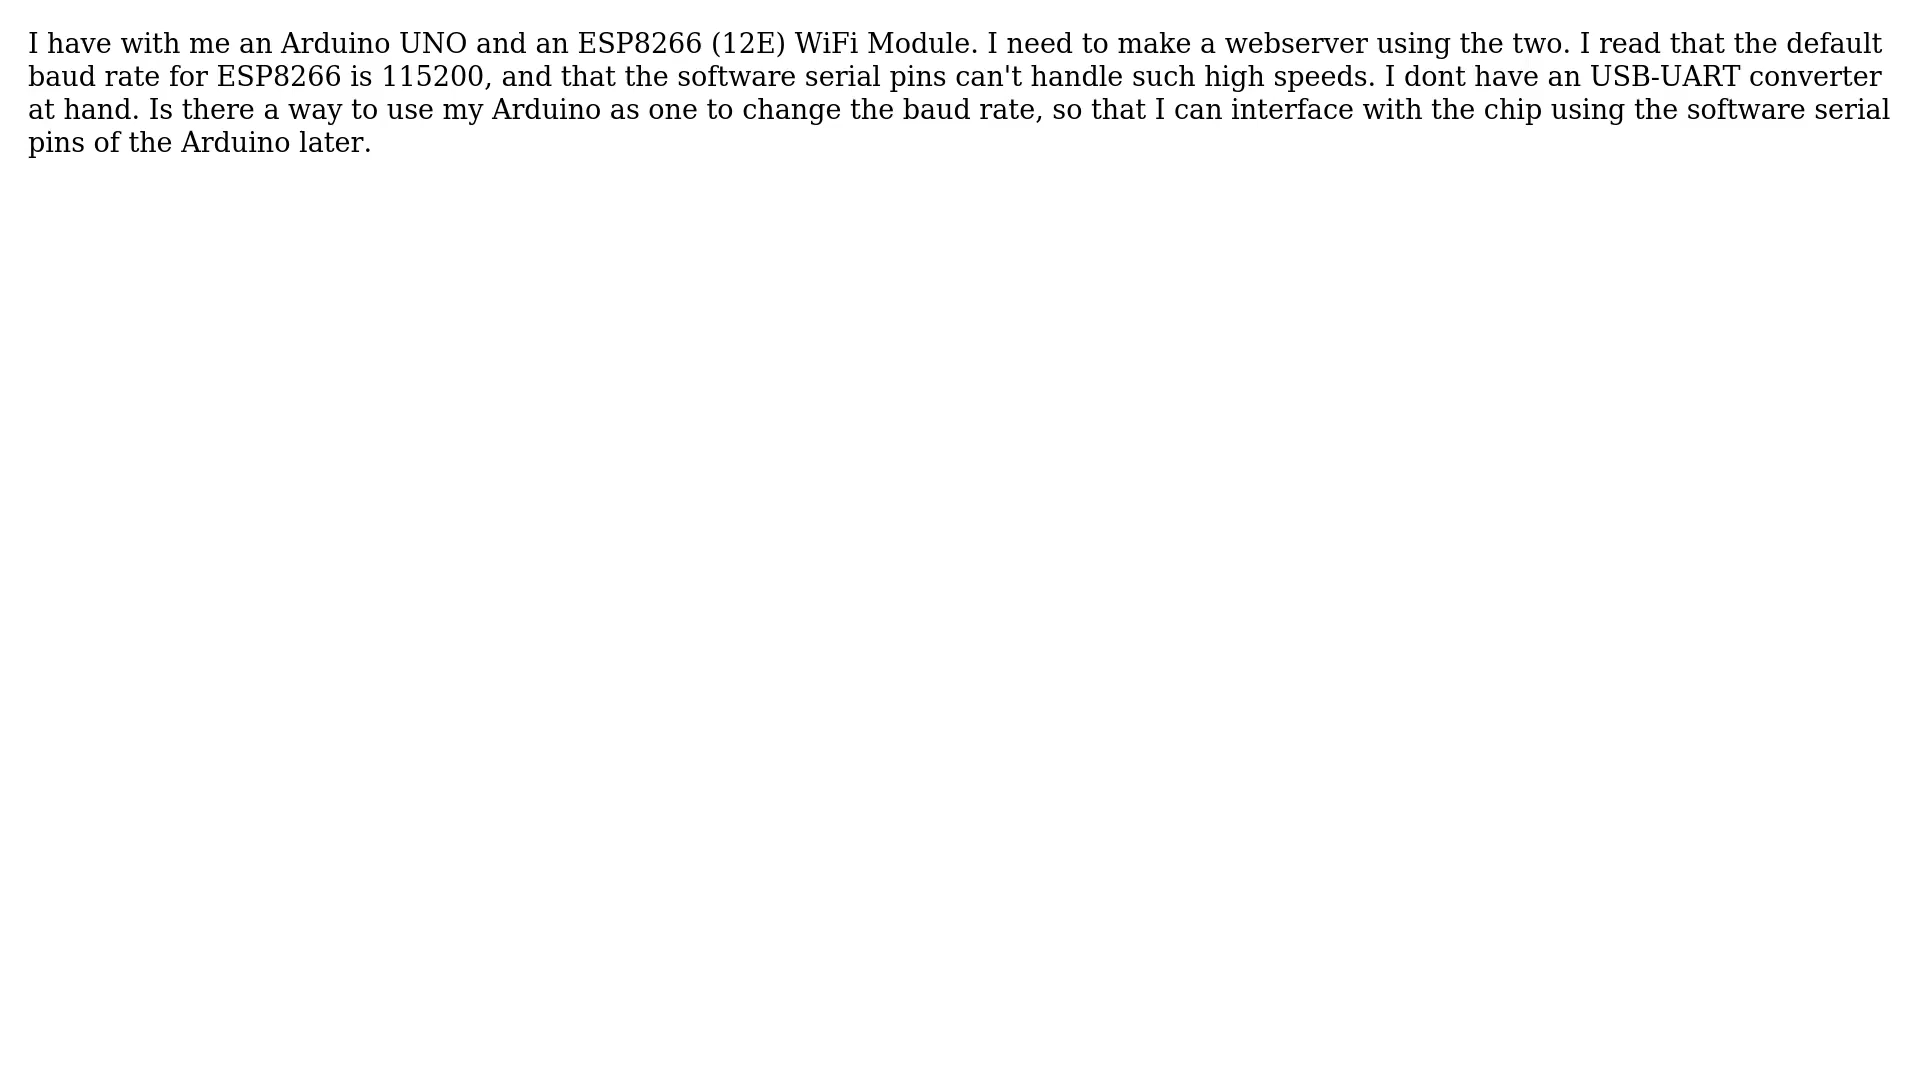 I have with me an Arduino UNO and an ESP8266 (12E) WiFi Module. I need to make a webserver using the two. I read that the default
baud rate for ESP8266 is 115200, and that the software serial pins can't handle such high speeds. I dont have an USB-UART converter
at hand. Is there a way to use my Arduino as one to change the baud rate, so that I can interface with the chip using the software serial
pins of the Arduino later.